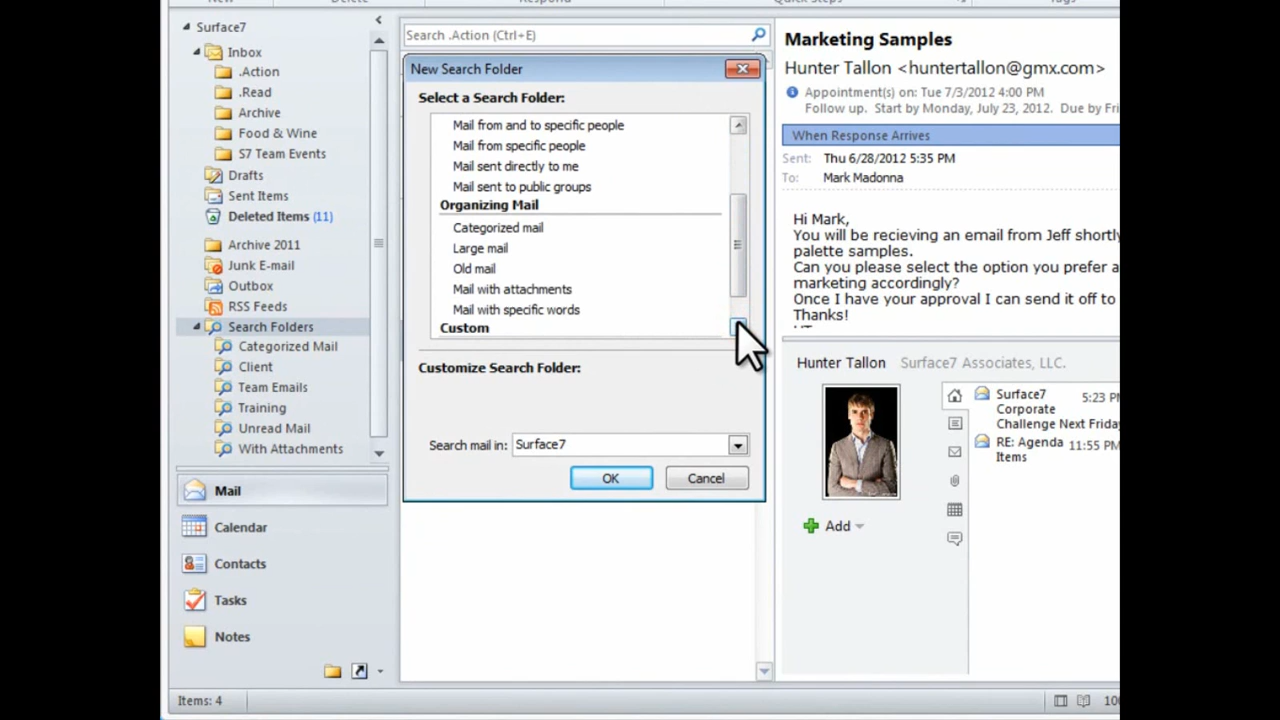 New
Delete
Respond
Quick Steps
Tags
Surface7
Inbox
.Action
.Read
Archive
Food & Wine
S7 Team Events
Drafts
Sent Items
Deleted Items (11)
Archive 2011
Junk E-mail
Outbox
RSS Feeds
Search Folders
Categorized Mail
Client
Team Emails
Training
Unread Mail
With Attachments
Mail
Calendar
Contacts
Tasks
Notes
Items: 4
Search .Action (Ctrl+E)
New Search Folder
Select a Search Folder:
Mail from and to specific people
Mail from specific people
Mail sent directly to me
Mail sent to public groups
Organizing Mail
Categorized mail
Large mail
Old mail
Mail with attachments
Mail with specific words
Custom
Customize Search Folder:
Search mail in: Surface7
OK Cancel
Marketing Samples
Hunter Tallon <huntertallon@gmx.com>
Appointment(s) on: Tue 7/3/2012 4:00 PM
Follow up. Start by Monday, July 23, 2012. Due by Fri
When Response Arrives
Sent: Thu 6/28/2012 5:35 PM
To: Mark Madonna
Hi Mark,
You will be recieving an email from Jeff shortly
palette samples.
Can you please select the option you prefer a
marketing accordingly?
Once I have your approval I can send it off to
Thanks!
HT
Hunter Tallon Surface7 Associates, LLC.
Surface7 5:23 PM
Corporate
Challenge Next Friday
RE: Agenda 11:55 PM
Items
Add